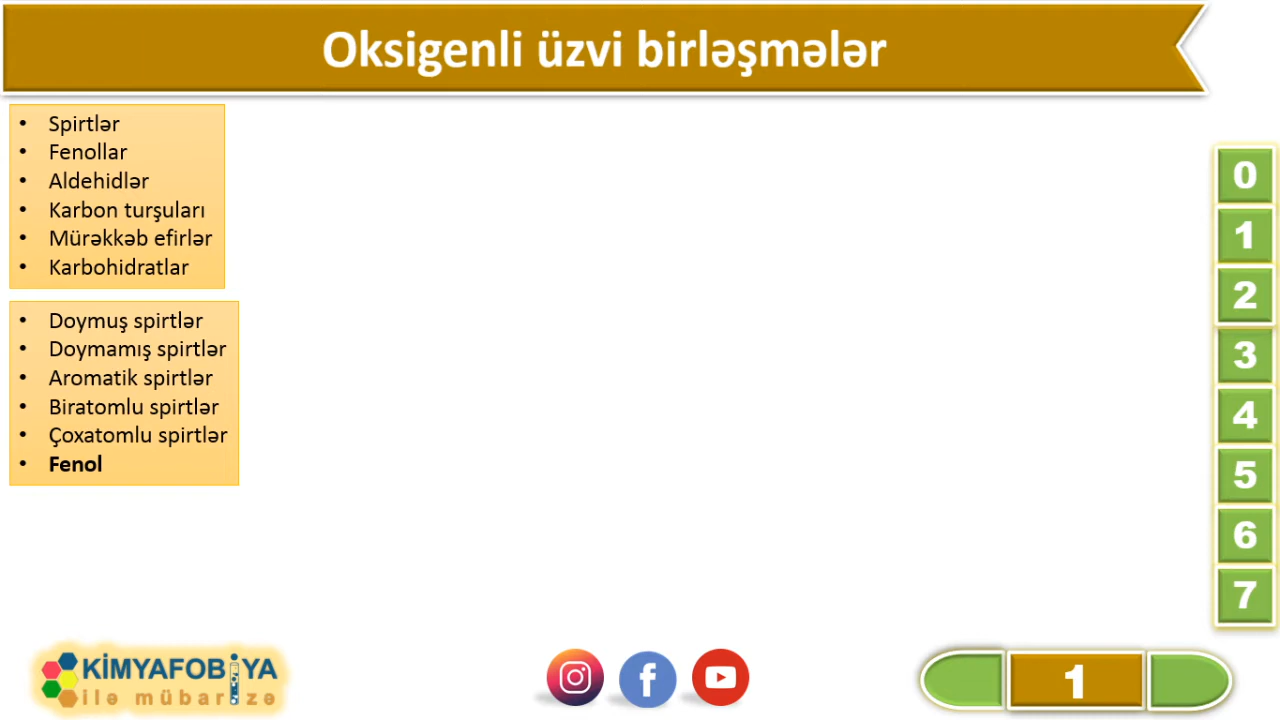 Oksigenli üzvi birləşmələr
• Spirtlər
• Fenollar
• Aldehidlər
• Karbon turşuları
• Mürəkkəb efirlər
• Karbohidratlar
• Doymuş spirtlər
• Doymamış spirtlər
• Aromatik spirtlər
• Biratomlu spirtlər
• Çoxatomlu spirtlər
• Fenol
0
1
2
3
4
5
6
7
KİMYAFOBİYA
ilə mübarizə
1